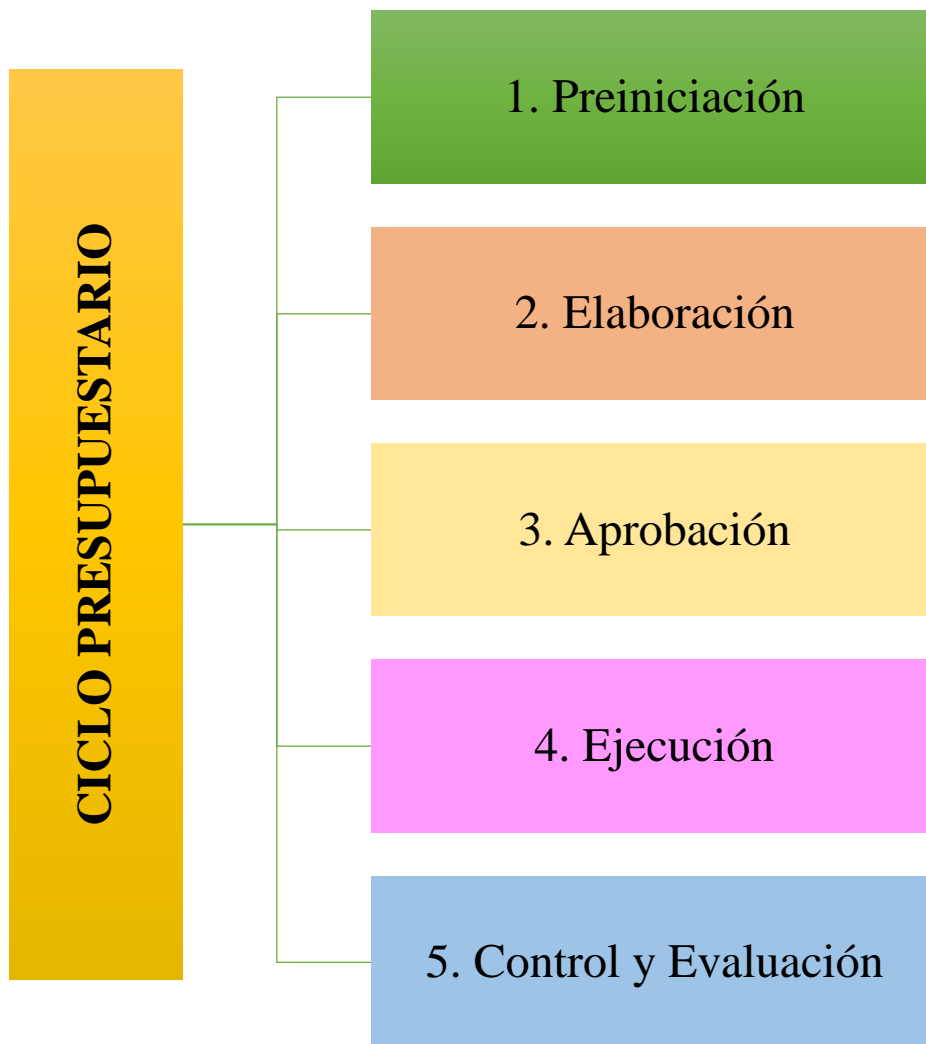 CICLO PRESUPUESTARIO
1. Preiniciación
2. Elaboración
3. Aprobación
4. Ejecución
5. Control y Evaluación